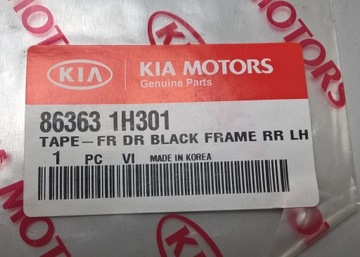 KIA KIA MOTORS
Genuine Parts
86363 1H301
TAPE-FR DR BLACK FRAME RR LH
1 PC VI MADE IN KOREA